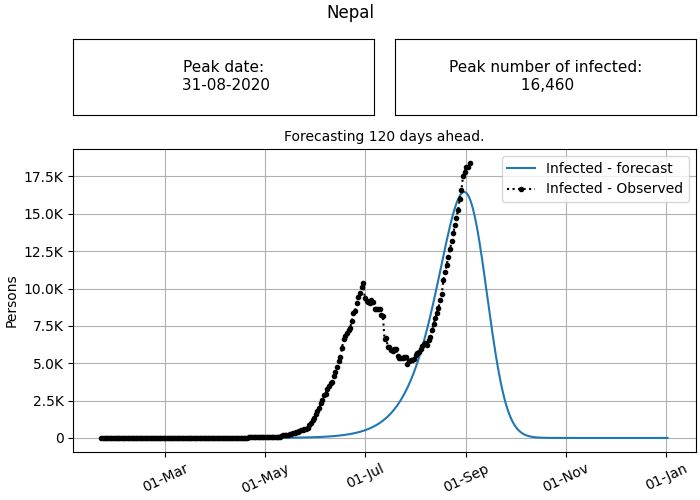 Nepal
Peak date:
31-08-2020
Peak number of infected:
16,460
Forecasting 120 days ahead.
Infected - forecast
Infected - Observed
17.5K
15.0K
12.5K
10.0K
7.5K
5.0K
2.5K
0
Persons
01-Mar
01-May
01-Jul
01-Sep
01-Nov
01-Jan